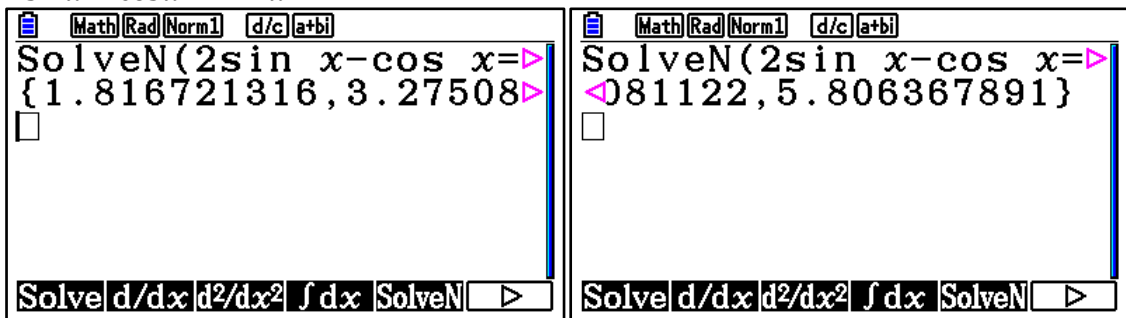 Math Rad Norm1 d/c a+bi
SolveN(2sin x-cos x=
{1.816721316,3.27508
Solve d/dx d²/dx² ∫dx SolveN
Math Rad Norm1 d/c a+bi
SolveN(2sin x-cos x=
081122,5.806367891}
Solve d/dx d²/dx² ∫dx SolveN